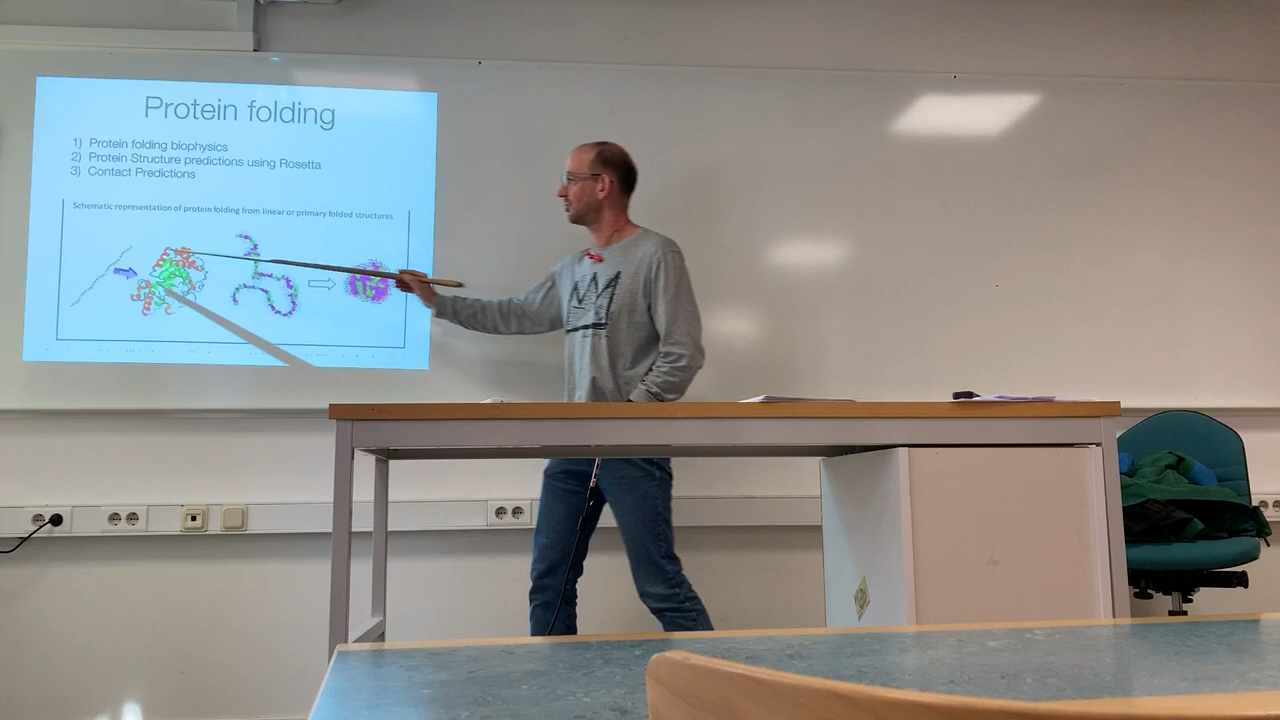 Protein folding
1) Protein folding biophysics
2) Protein Structure predictions using Rosetta
3) Contact Predictions
Schematic representation of protein folding from linear or primary folded structures